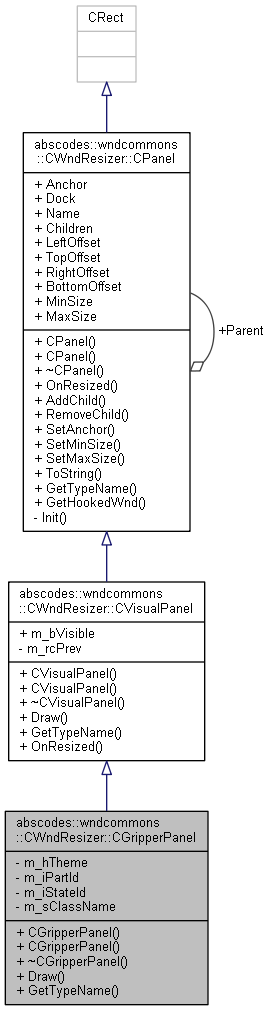 CRect
abscodes::wndcommons
::CWndResizer::CPanel
+ Anchor
+ Dock
+ Name
+ Children
+ LeftOffset
+ TopOffset
+ RightOffset
+ BottomOffset
+ MinSize
+ MaxSize
+Parent
+ CPanel()
+ CPanel()
+ ~CPanel()
+ OnResized()
+ AddChild()
+ RemoveChild()
+ SetAnchor()
+ SetMinSize()
+ SetMaxSize()
+ ToString()
+ GetTypeName()
+ GetHookedWnd()
- Init()
abscodes::wndcommons
::CWndResizer::CVisualPanel
+ m_bVisible
- m_rcPrev
+ CVisualPanel()
+ CVisualPanel()
+ ~CVisualPanel()
+ Draw()
+ GetTypeName()
+ OnResized()
abscodes::wndcommons
::CWndResizer::CGripperPanel
- m_hTheme
- m_iPartId
- m_iStateId
- m_sClassName
+ CGripperPanel()
+ CGripperPanel()
+ ~CGripperPanel()
+ Draw()
+ GetTypeName()